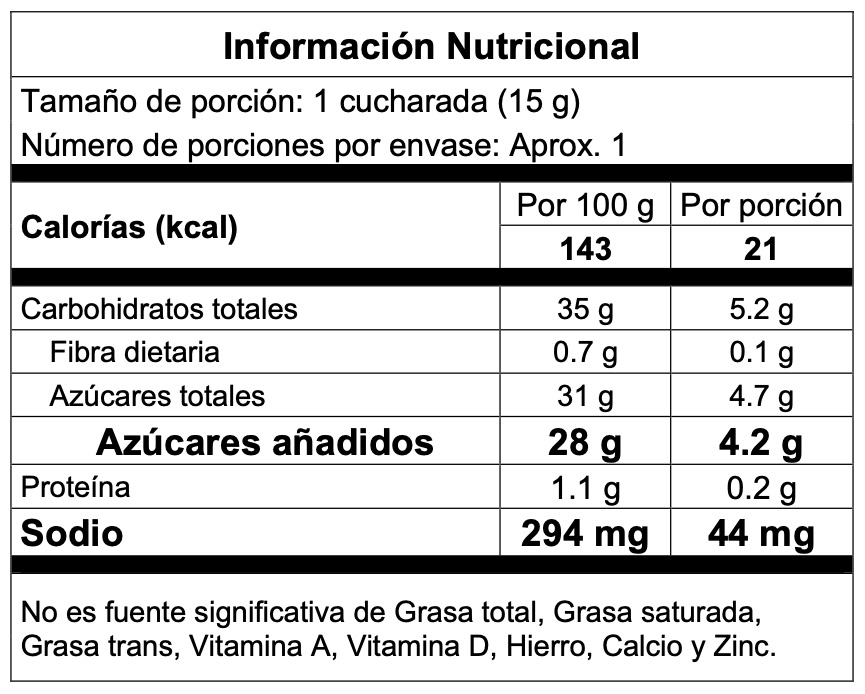 Información Nutricional
Tamaño de porción: 1 cucharada (15 g)
Número de porciones por envase: Aprox. 1
Calorías (kcal) Por 100 g Por porción
143 21
Carbohidratos totales 35 g 5.2 g
Fibra dietaria 0.7 g 0.1 g
Azúcares totales 31 g 4.7 g
Azúcares añadidos 28 g 4.2 g
Proteína 1.1 g 0.2 g
Sodio 294 mg 44 mg
No es fuente significativa de Grasa total, Grasa saturada,
Grasa trans, Vitamina A, Vitamina D, Hierro, Calcio y Zinc.